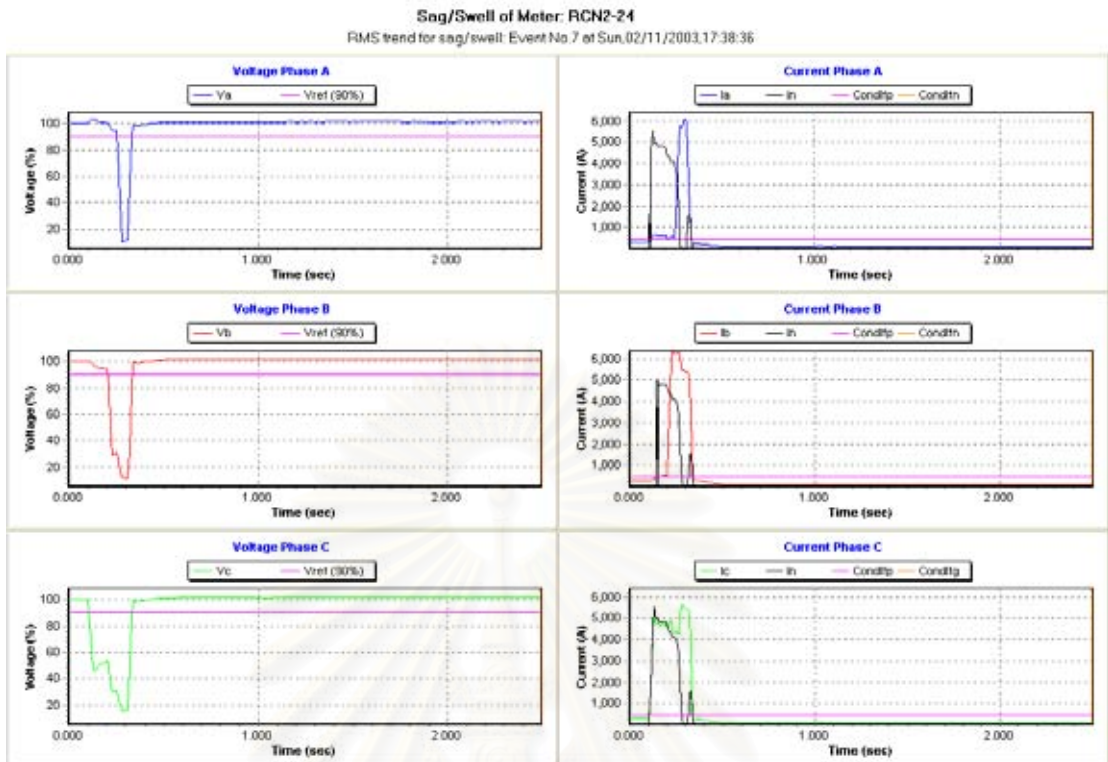 Sag/Swell of Meter: RCN2-24
RMS trend for sag/swell: Event No.7 at Sun,02/11/2003,17:38:36
Voltage Phase A
Va Vref (90%)
Voltage (%)
100
80
60
40
20
0.000 1.000 2.000
Time (sec)
Current Phase A
Ia In Condifp Condifn
Current (A)
6,000
5,000
4,000
3,000
2,000
1,000
0.000 1.000 2.000
Time (sec)
Voltage Phase B
Vb Vref (90%)
Voltage (%)
100
80
60
40
20
0.000 1.000 2.000
Time (sec)
Current Phase B
Ib In Condifp Condifn
Current (A)
6,000
5,000
4,000
3,000
2,000
1,000
0.000 1.000 2.000
Time (sec)
Voltage Phase C
Vc Vref (90%)
Voltage (%)
100
80
60
40
20
0.000 1.000 2.000
Time (sec)
Current Phase C
Ic In Condifp Condifg
Current (A)
6,000
5,000
4,000
3,000
2,000
1,000
0.000 1.000 2.000
Time (sec)